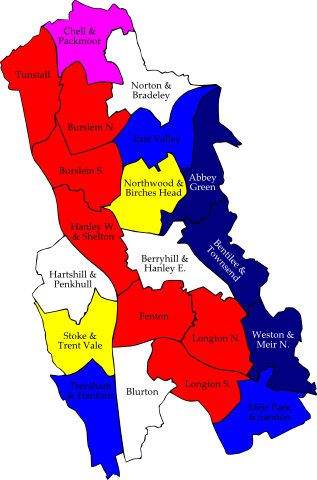 Chell &
Packmoor
Tunstall
Norton &
Bradeley
Burslem N.
East Valley
Burslem S.
Abbey
Green
Northwood &
Birches Head
Hanley W.
& Shelton
Bentilee &
Townsend
Berryhill &
Hanley E.
Hartshill &
Penkhull
Fenton
Stoke &
Trent Vale
Longton N.
Weston &
Meir N.
Trentham
& Hanford
Blurton
Longton S.
Meir Park
& Sandon